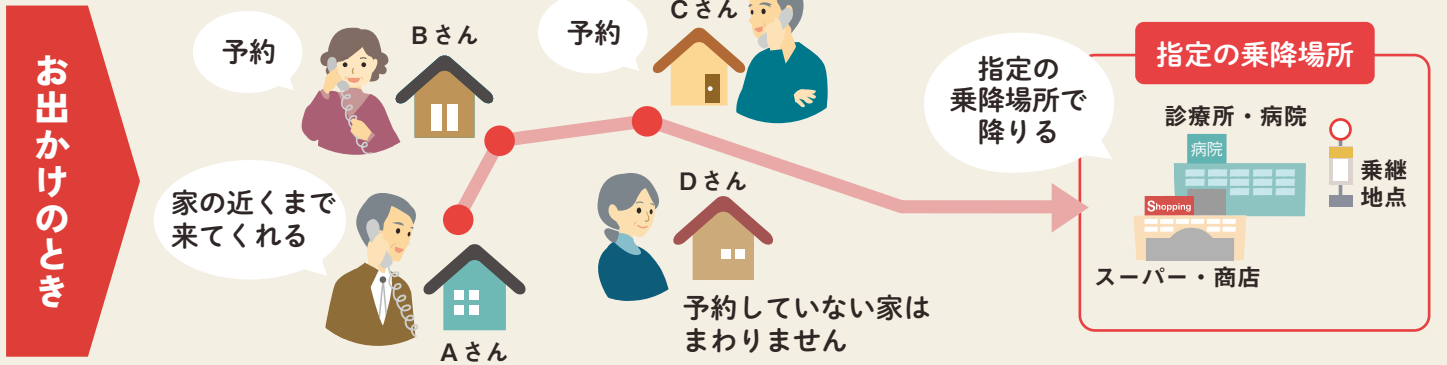 お出かけのとき
予約
Bさん
予約
Cさん
家の近くまで
来てくれる
Aさん
Dさん
予約していない家は
まわりません
指定の
乗降場所で
降りる
指定の乗降場所
診療所・病院
病院
乗継
地点
Shopping
スーパー・商店